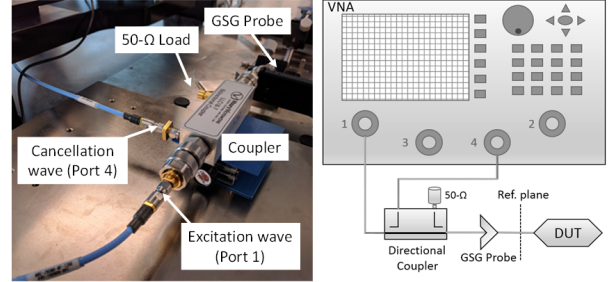 GSG Probe
50-Ω Load
Coupler
Cancellation
wave (Port 4)
Excitation wave
(Port 1)
VNA
1
3
4
2
50-Ω
Ref. plane
DUT
Directional
Coupler
GSG Probe